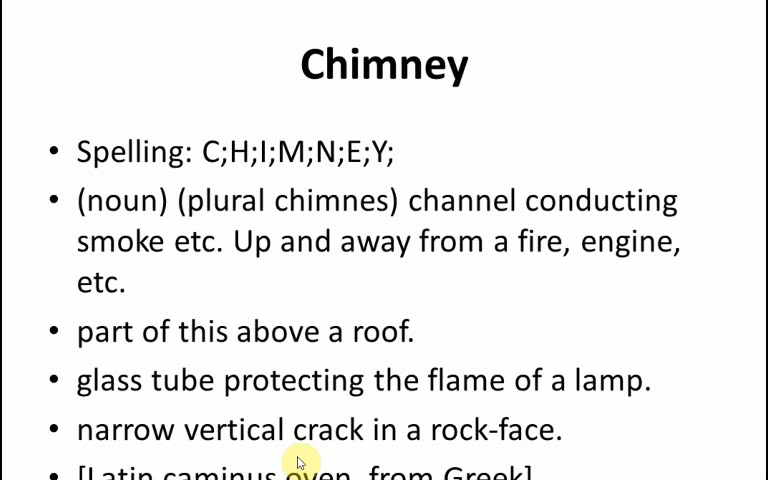 Chimney
• Spelling: C;H;I;M;N;E;Y;
• (noun) (plural chimnes) channel conducting
smoke etc. Up and away from a fire, engine,
etc.
• part of this above a roof.
• glass tube protecting the flame of a lamp.
• narrow vertical crack in a rock-face.
• [Latin caminus oven, from Greek]